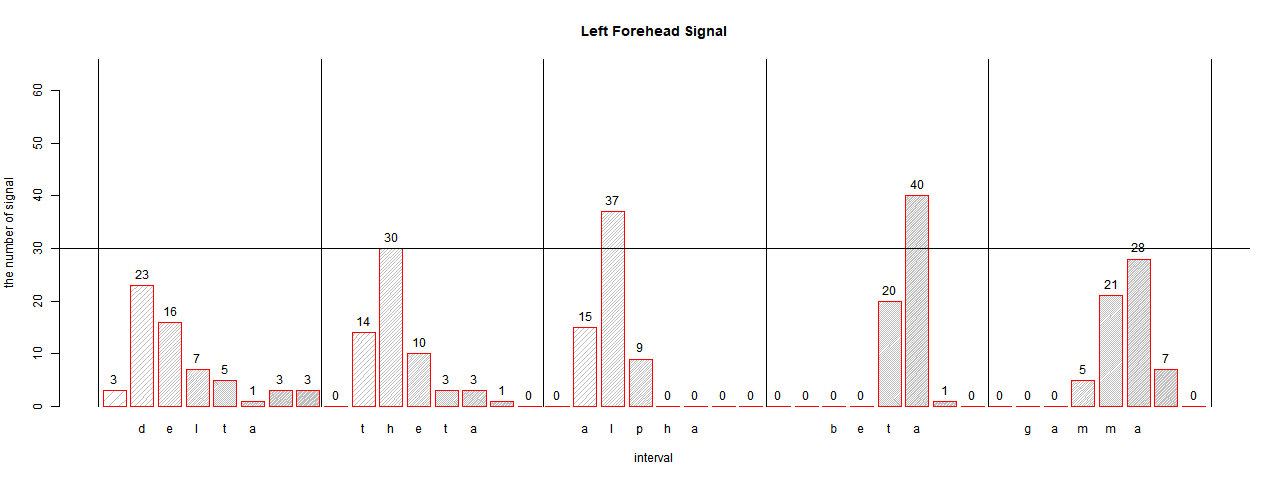 Left Forehead Signal
the number of signal
60
50
40
30
20
10
0
3 23 16 7 5 1 3 3
0 14 30 10 3 3 1 0
0 15 37 9 0 0 0 0
0 0 0 0 20 40 1 0
0 0 0 5 21 28 7 0
d e l t a t h e t a a l p h a b e t a g a m m a
interval